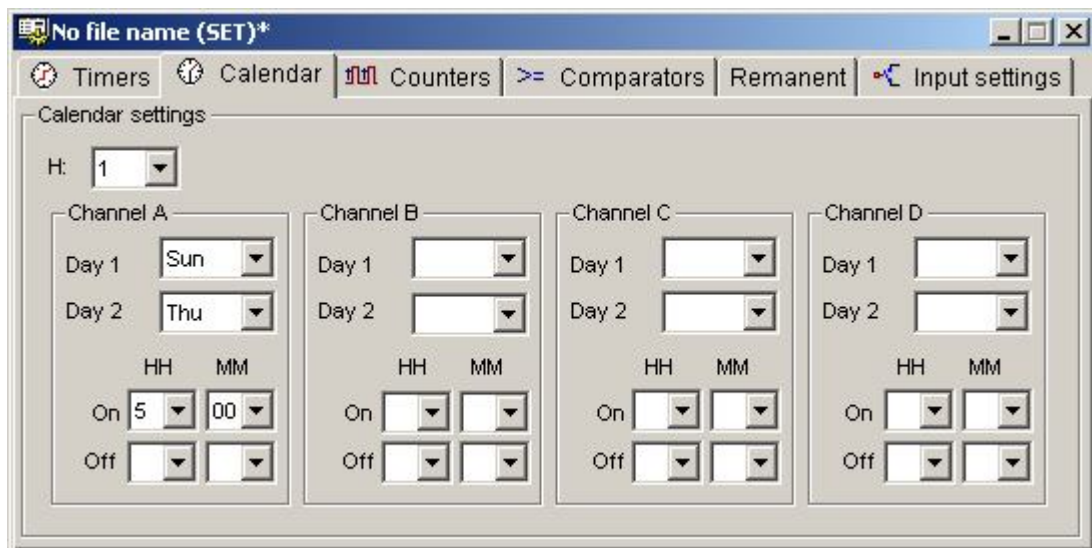 No file name (SET)*
Timers Calendar Counters >= Comparators Remanent Input settings
Calendar settings
H: 1
Channel A Channel B Channel C Channel D
Day 1 Sun Day 1 Day 1 Day 1
Day 2 Thu Day 2 Day 2 Day 2
HH MM HH MM HH MM HH MM
On 5 00 On On On
Off Off Off Off